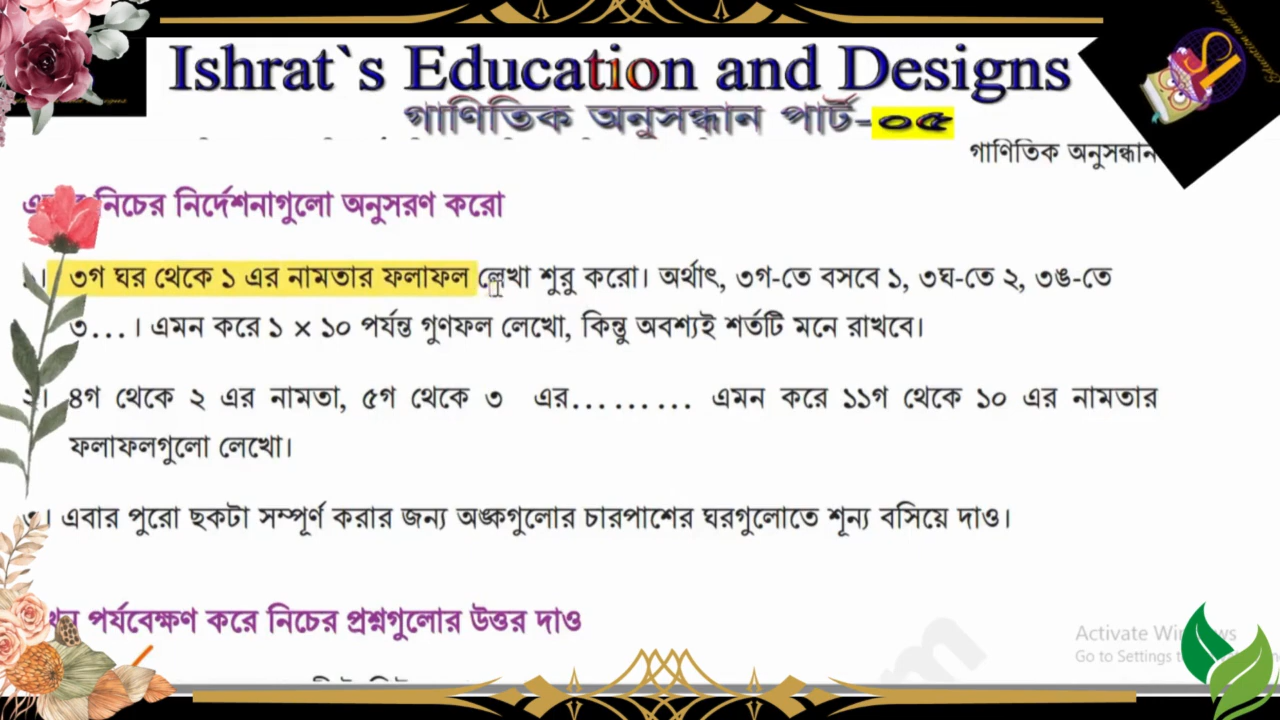 Ishrat`s Education and Designs
গাণিতিক অনুসন্ধান পার্ট-০৫
গাণিতিক অনুসন্ধান
নিচের নির্দেশনাগুলো অনুসরণ করো
৩গ ঘর থেকে ১ এর নামতার ফলাফল লেখা শুরু করো। অর্থাৎ, ৩গ-তে বসবে ১, ৩ঘ-তে ২, ৩ঙ-তে
৩...। এমন করে ১ × ১০ পর্যন্ত গুণফল লেখো, কিন্তু অবশ্যই শর্তটি মনে রাখবে।
২। ৪গ থেকে ২ এর নামতা, ৫গ থেকে ৩ এর......... এমন করে ১১গ থেকে ১০ এর নামতার
ফলাফলগুলো লেখো।
। এবার পুরো ছকটা সম্পূর্ণ করার জন্য অঙ্কগুলোর চারপাশের ঘরগুলোতে শূন্য বসিয়ে দাও।
পর্যবেক্ষণ করে নিচের প্রশ্নগুলোর উত্তর দাও
Activate
Go to Settings